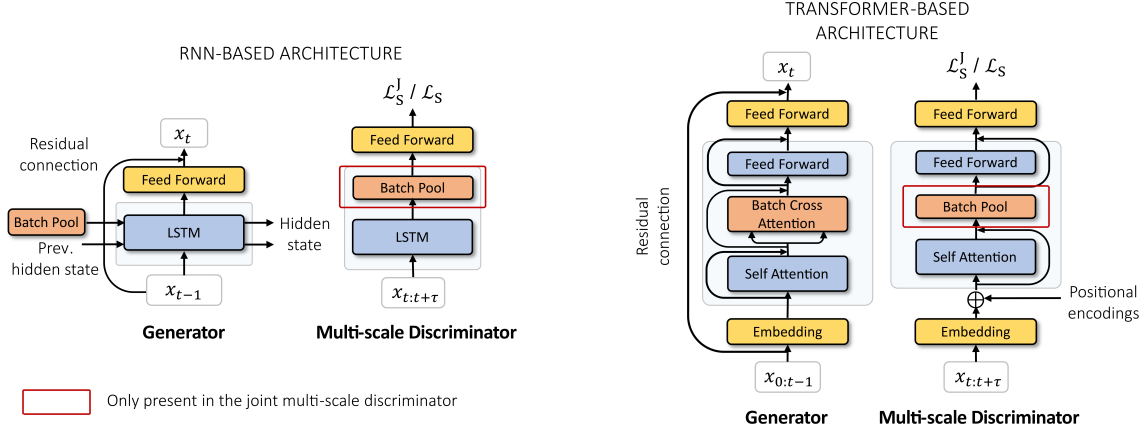 RNN-BASED ARCHITECTURE
Residual
connection
x_t
Feed Forward
Batch Pool
LSTM
Hidden
state
Prev.
hidden state
x_{t−1}
Generator
ℒ_S^J / ℒ_S
Feed Forward
Batch Pool
LSTM
x_{t:t+τ}
Multi-scale Discriminator
Only present in the joint multi-scale discriminator
TRANSFORMER-BASED
ARCHITECTURE
x_t
Feed Forward
Feed Forward
Batch Cross
Attention
Self Attention
Embedding
x_{0:t−1}
Residual
connection
Generator
ℒ_S^J / ℒ_S
Feed Forward
Feed Forward
Batch Pool
Self Attention
Positional
encodings
Embedding
x_{t:t+τ}
Multi-scale Discriminator